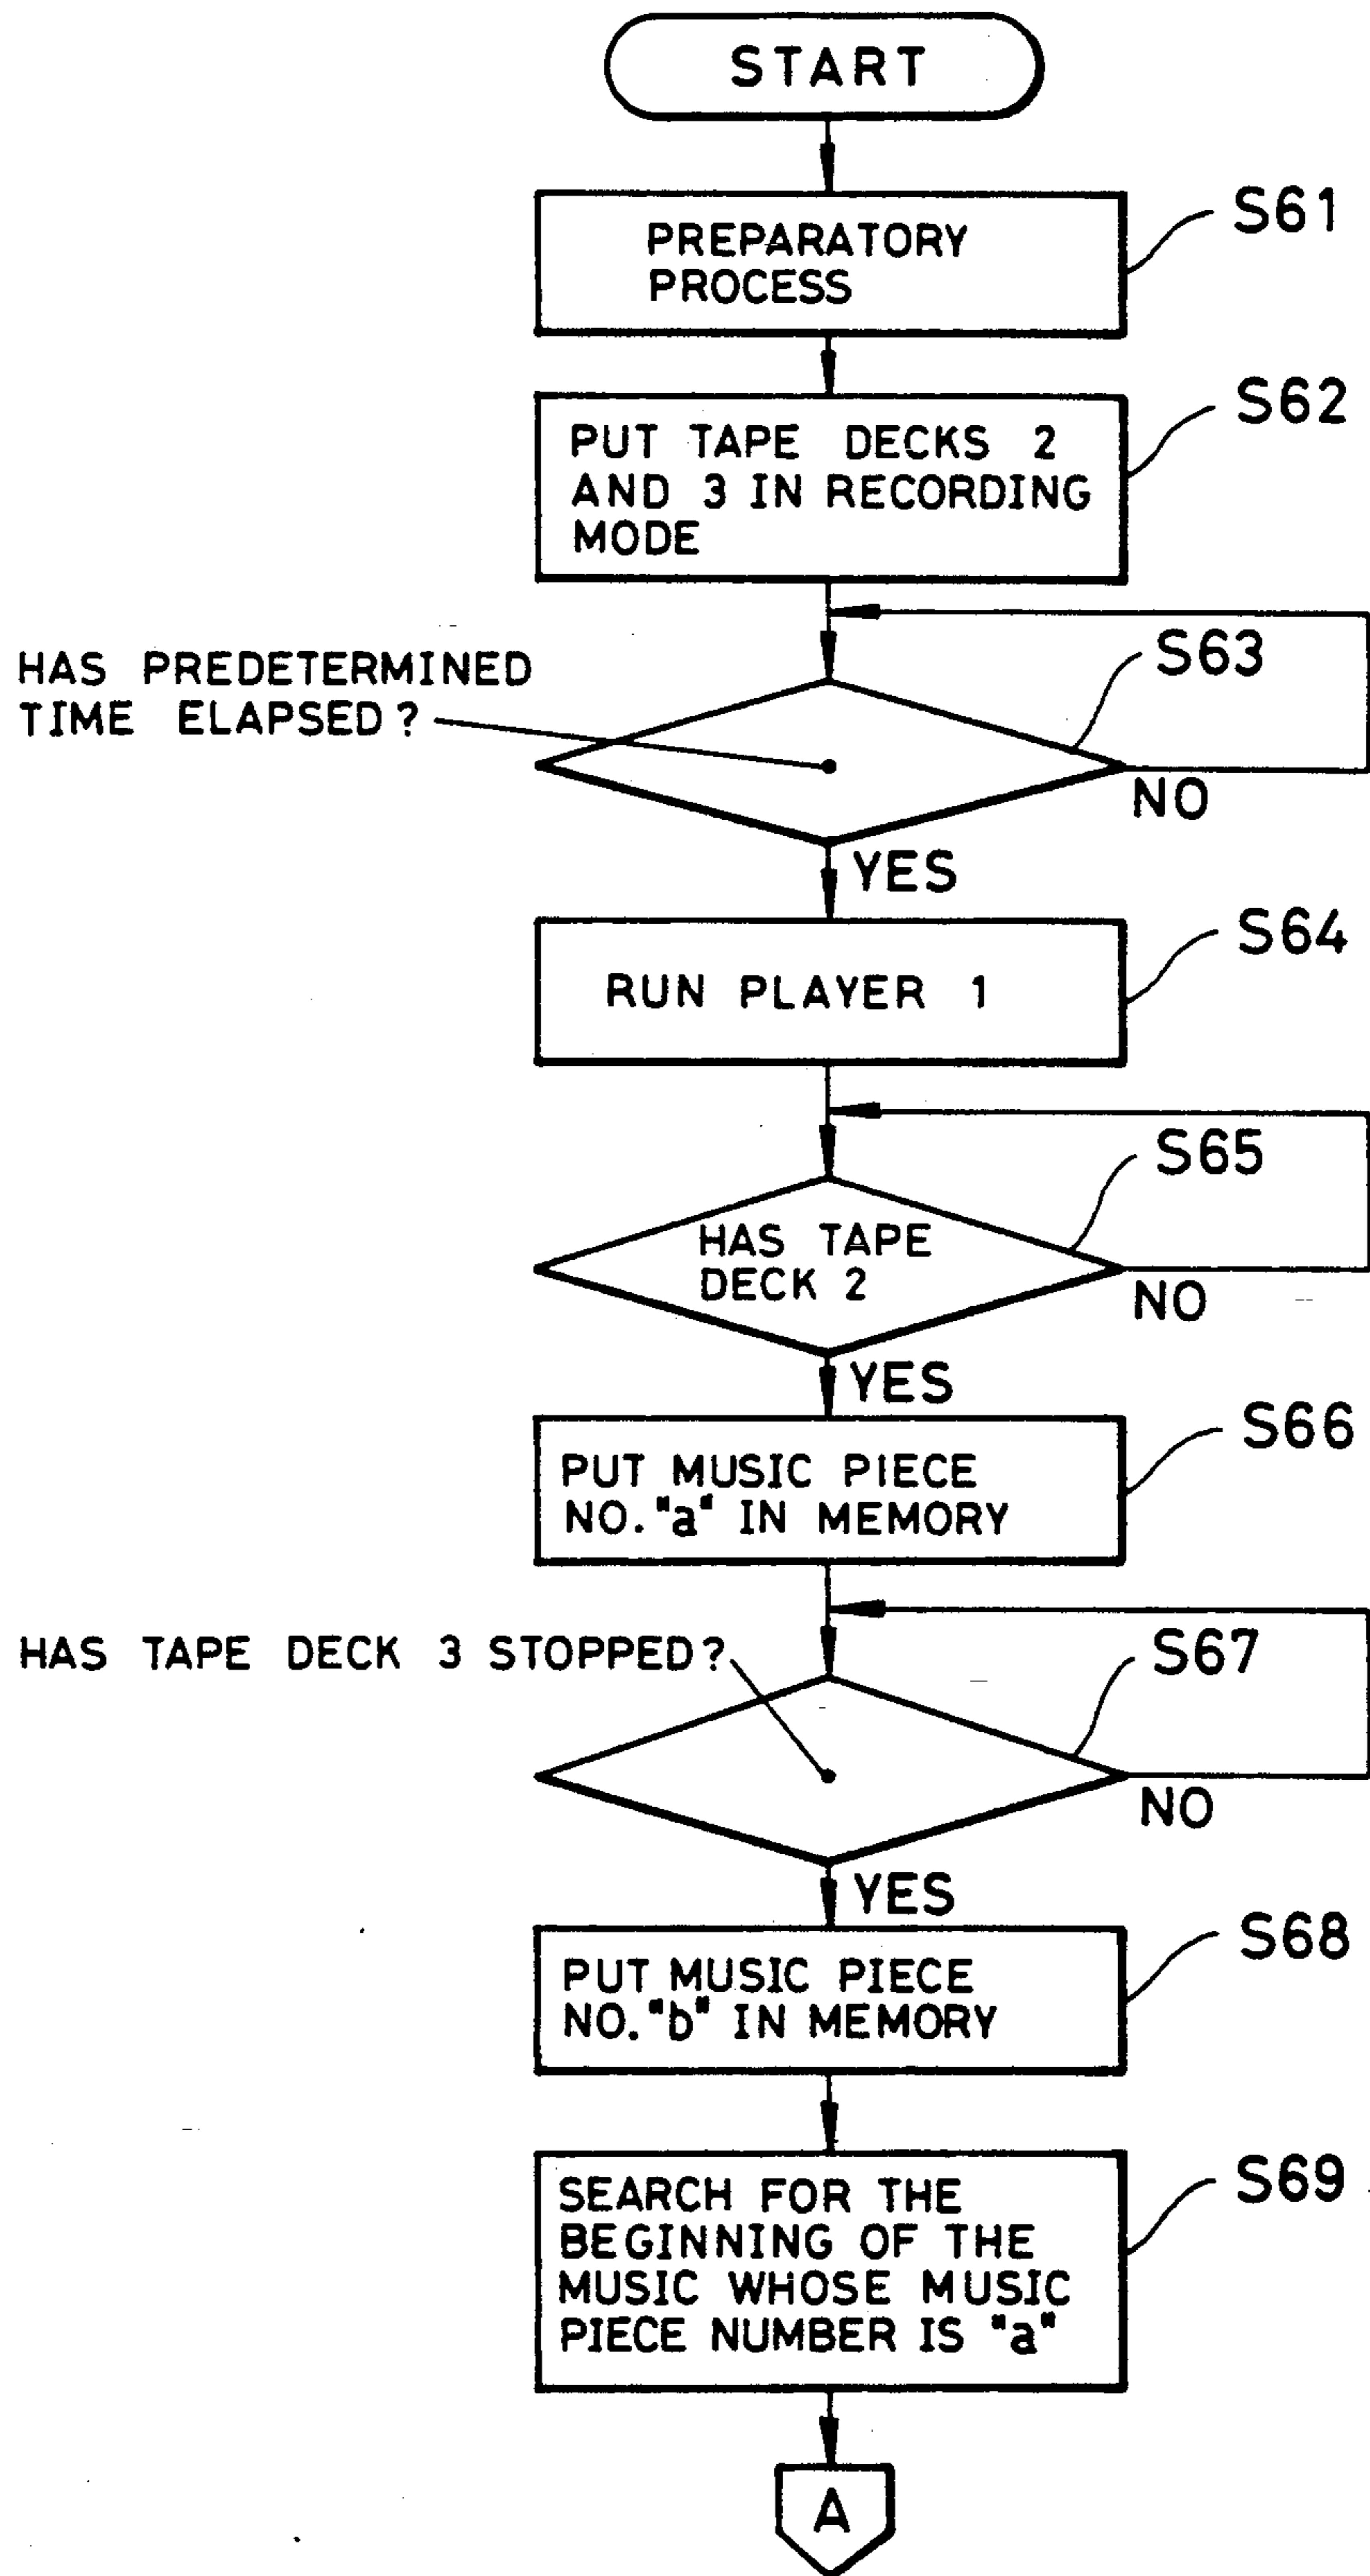 START
PREPARATORY
PROCESS
S61
PUT TAPE DECKS 2
AND 3 IN RECORDING
MODE
S62
HAS PREDETERMINED
TIME ELAPSED?
S63
NO
YES
RUN PLAYER 1
S64
HAS TAPE
DECK 2
S65
NO
YES
PUT MUSIC PIECE
NO."a" IN MEMORY
S66
HAS TAPE DECK 3 STOPPED?
S67
NO
YES
PUT MUSIC PIECE
NO."b" IN MEMORY
S68
SEARCH FOR THE
BEGINNING OF THE
MUSIC WHOSE MUSIC
PIECE NUMBER IS "a"
S69
A